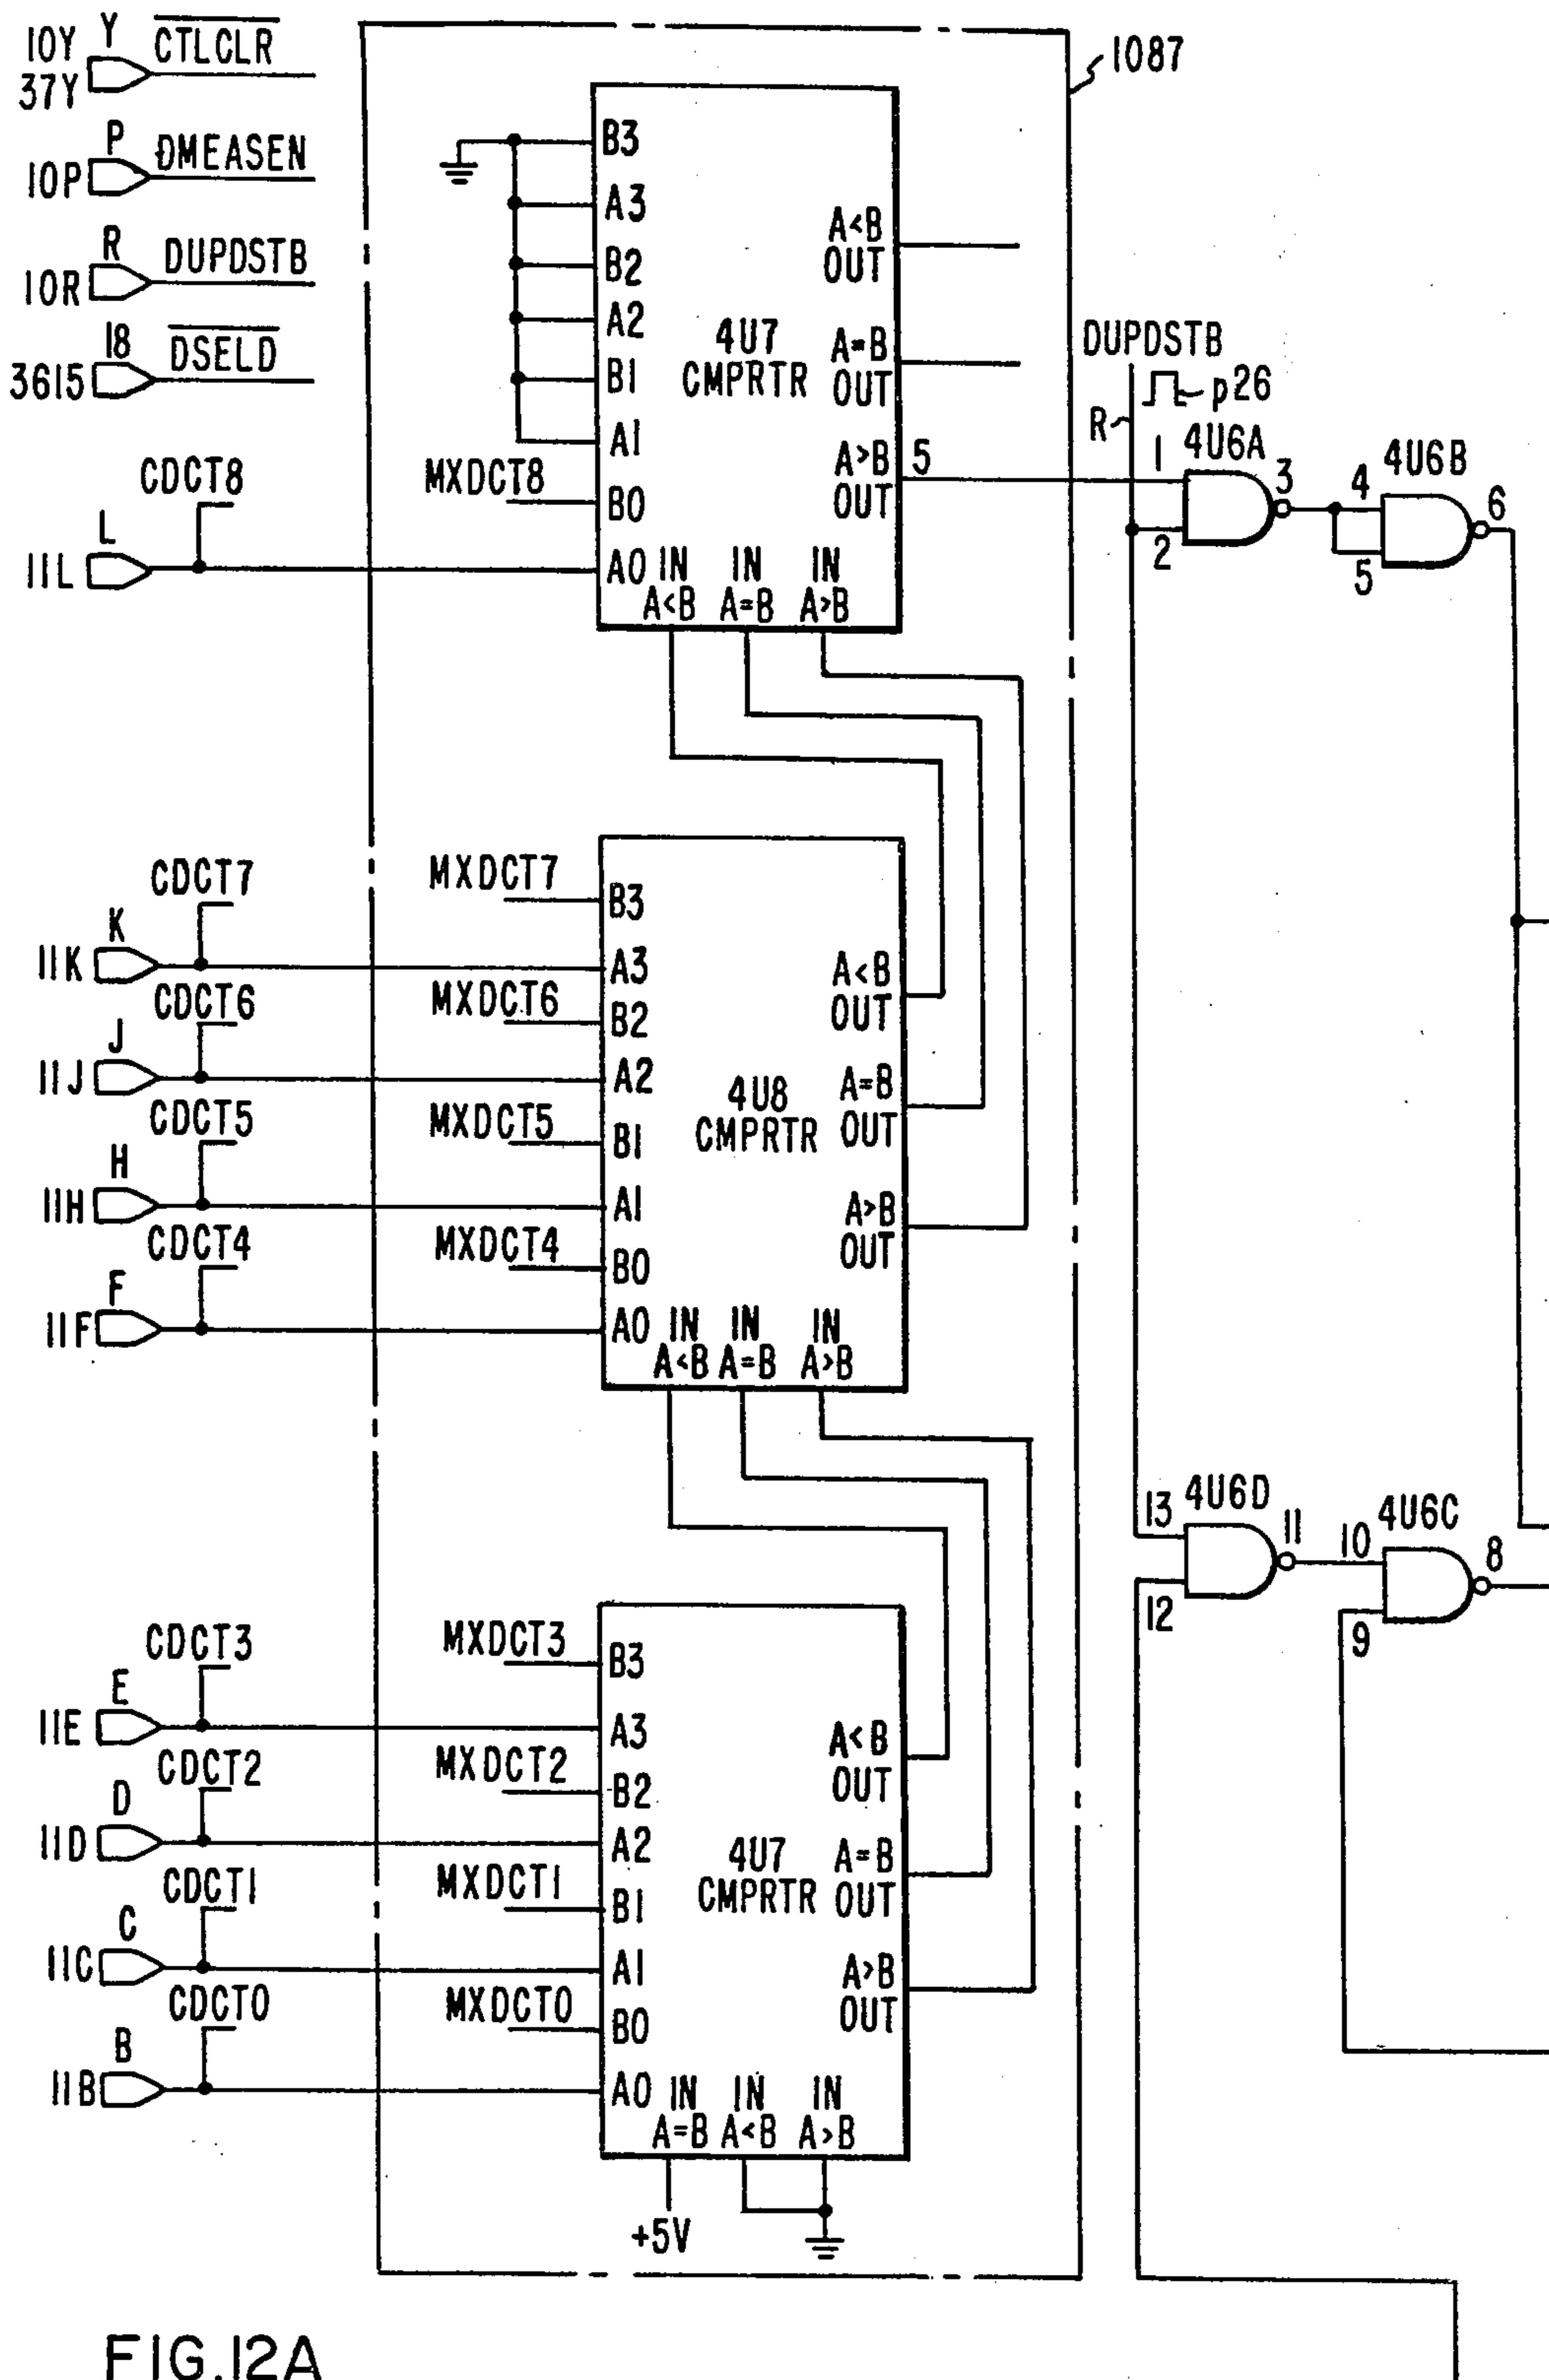 10Y Y CTLCLR
37Y
P DMEASEN
10P
R DUPDSTB
10R
18 DSELD
3615
CDCT8
L
11L
1087
B3
A3
B2
A2
B1
A1
MXDCT8 B0
A0
4U7
CMPRTR
A<B
OUT
A=B
OUT
A>B 5
OUT
IN IN IN
A<B A=B A>B
DUPDSTB
p26
R
1 4U6A 3
2
4 4U6B 6
5
CDCT7
K
11K
CDCT6
J
11J
CDCT5
H
11H
CDCT4
F
11F
MXDCT7 B3
A3
MXDCT6 B2
A2
MXDCT5 B1
A1
MXDCT4 B0
A0
4U8
CMPRTR
A<B
OUT
A=B
OUT
A>B
OUT
IN IN IN
A<B A=B A>B
13 4U6D 11
12
10 4U6C 8
9
CDCT3
E
11E
CDCT2
D
11D
CDCT1
C
11C
CDCT0
B
11B
MXDCT3 B3
A3
MXDCT2 B2
A2
MXDCT1 B1
A1
MXDCT0 B0
A0
4U7
CMPRTR
A<B
OUT
A=B
OUT
A>B
OUT
IN IN IN
A=B A<B A>B
+5V
FIG.12A